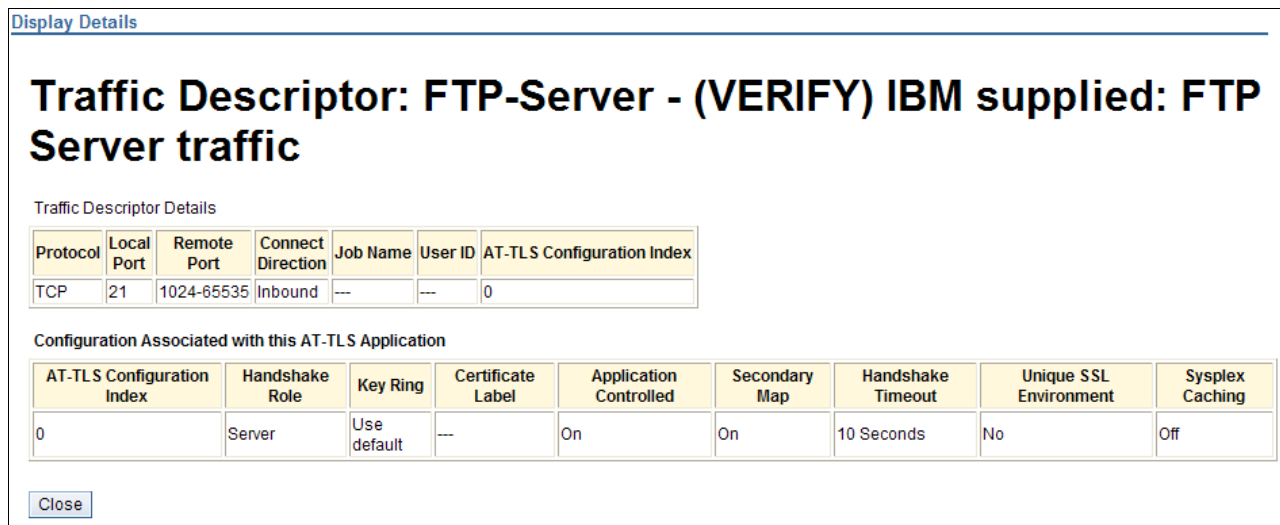 Display Details
Traffic Descriptor: FTP-Server - (VERIFY) IBM supplied: FTP
Server traffic
Traffic Descriptor Details
Protocol Local Port Remote Port Connect Direction Job Name User ID AT-TLS Configuration Index
TCP 21 1024-65535 Inbound --- --- 0
Configuration Associated with this AT-TLS Application
AT-TLS Configuration Index Handshake Role Key Ring Certificate Label Application Controlled Secondary Map Handshake Timeout Unique SSL Environment Sysplex Caching
0 Server Use default --- On On 10 Seconds No Off
Close